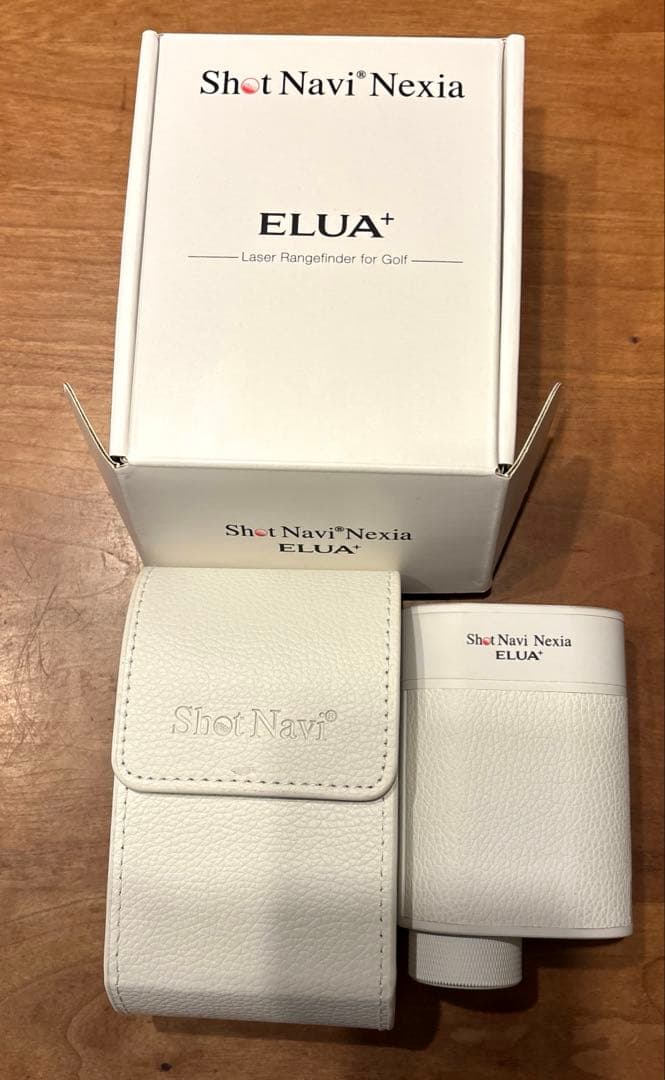 Shot Navi® Nexia
ELUA+
Laser Rangefinder for Golf
Shot Navi® Nexia
ELUA+
Shot Navi®
Shot Navi Nexia
ELUA+